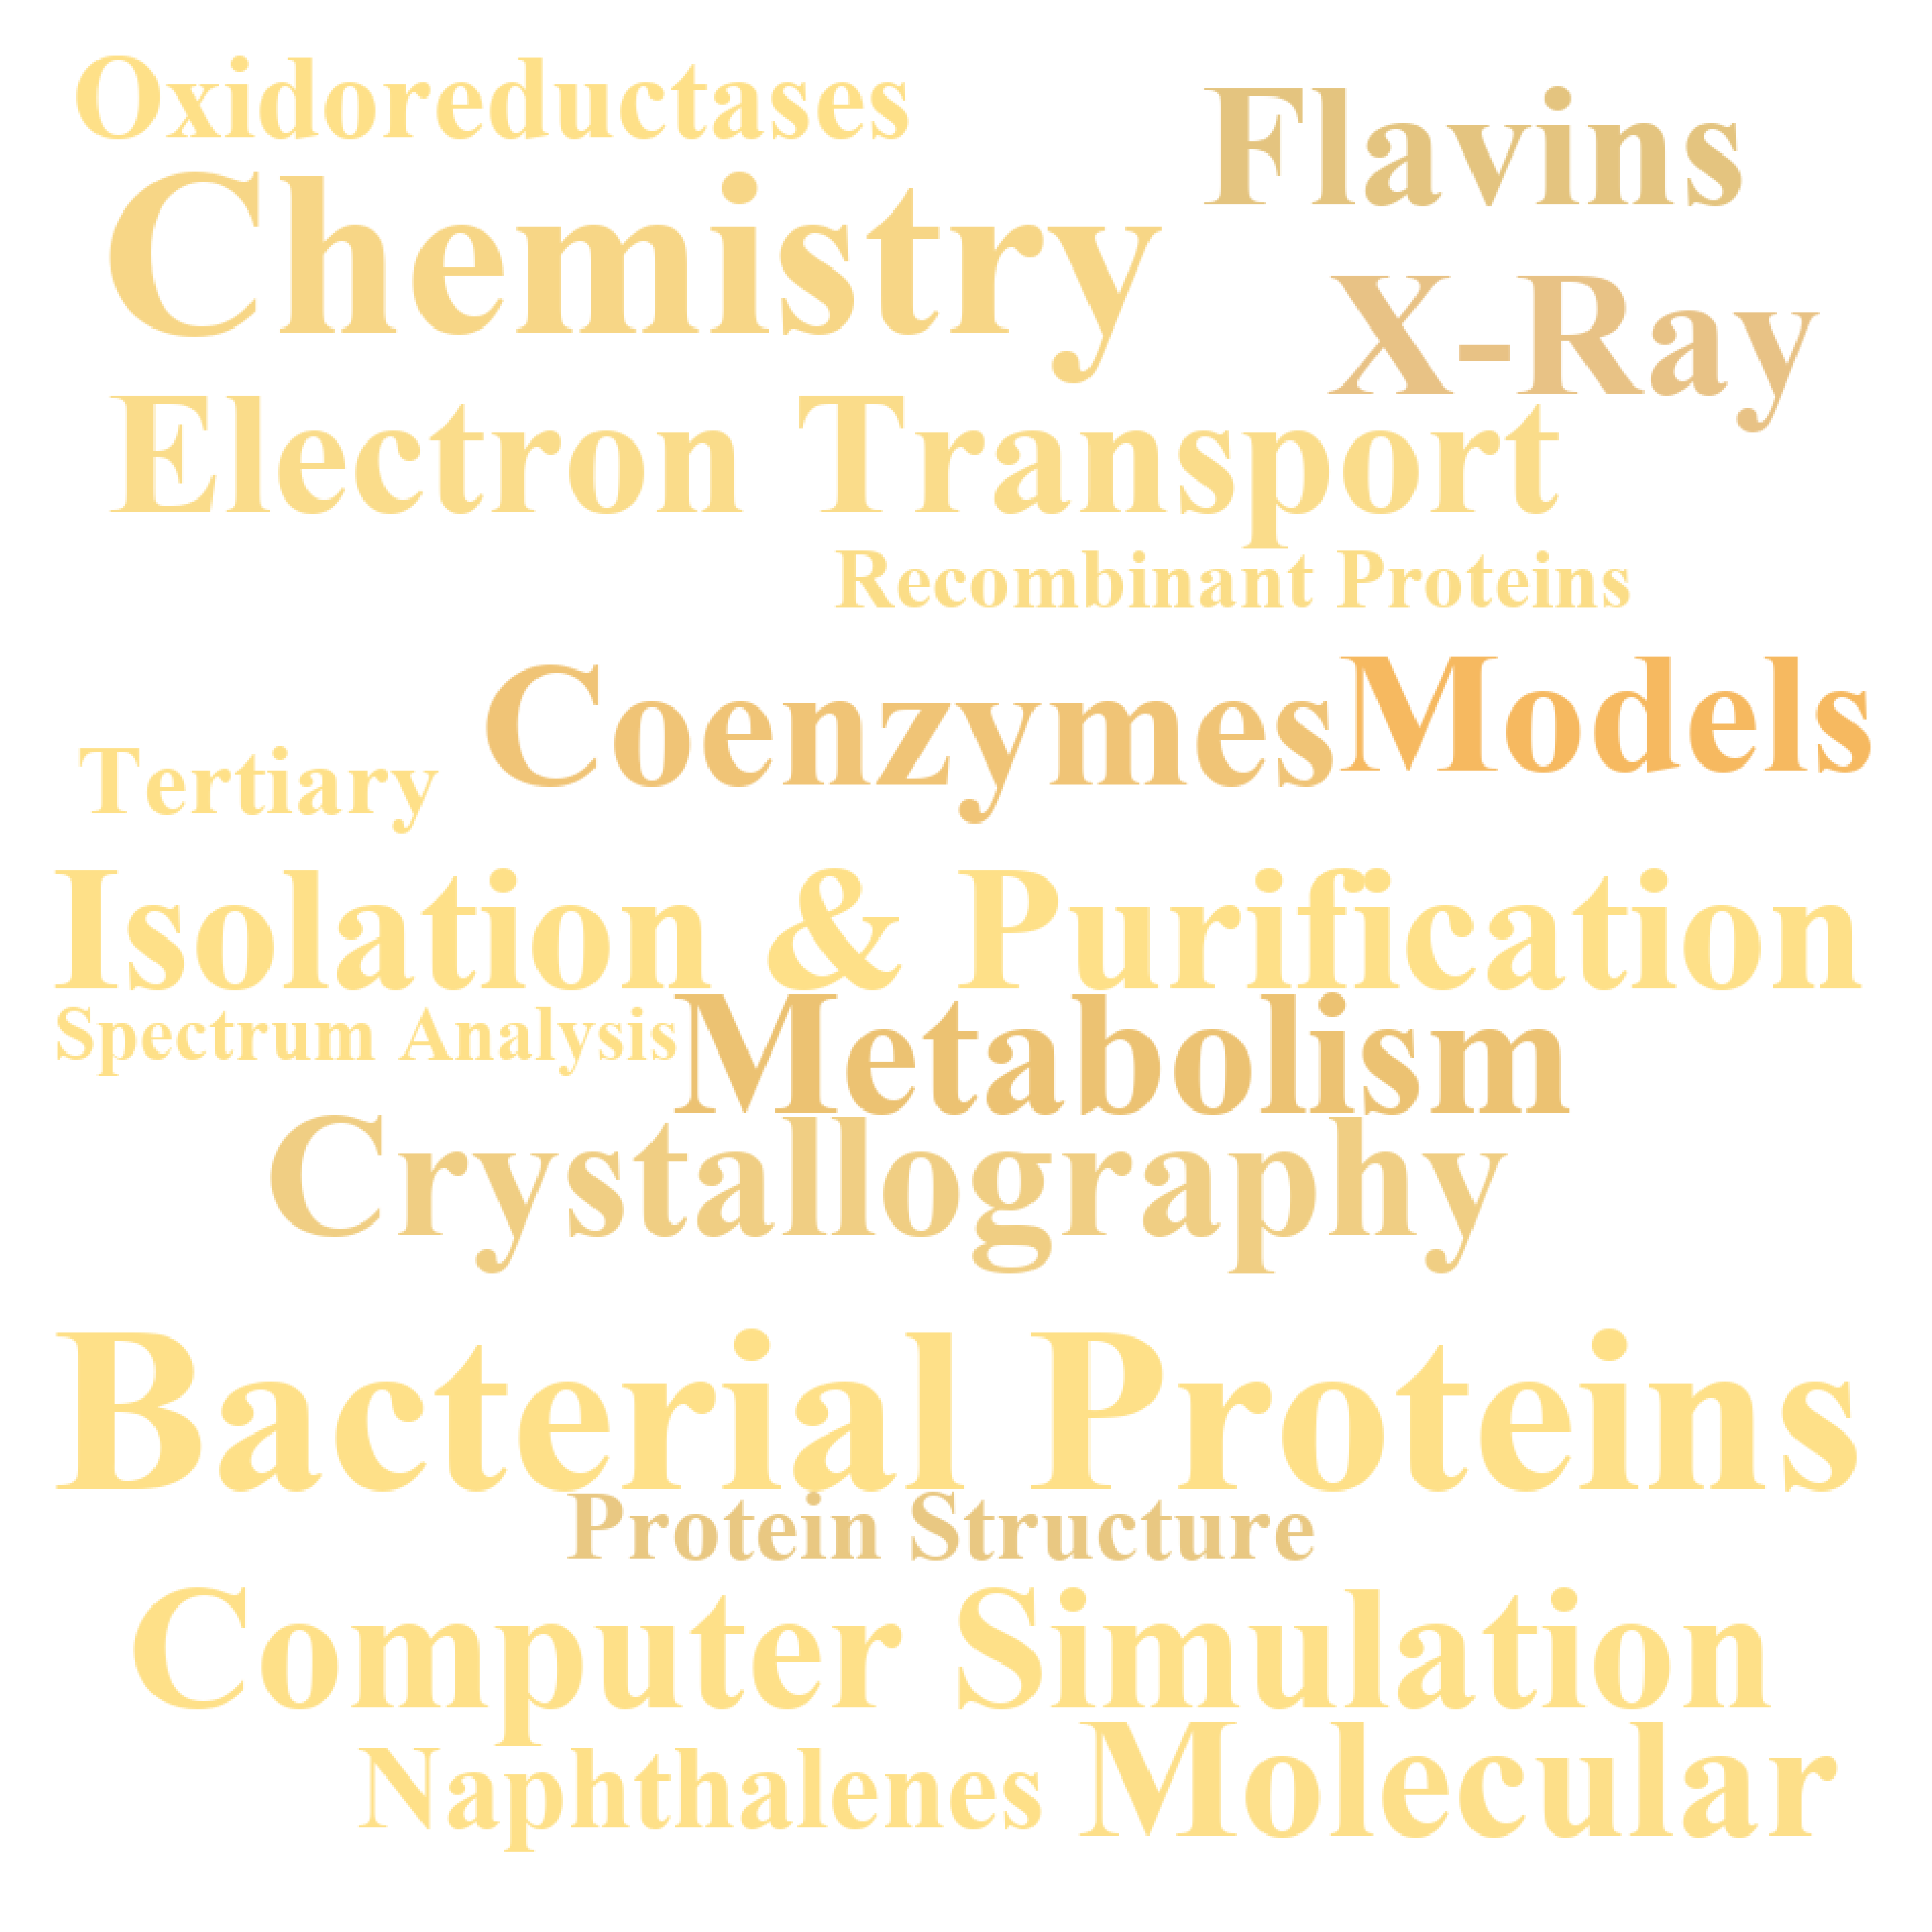 Oxidoreductases
Flavins
Chemistry
X-Ray
Electron Transport
Recombinant Proteins
Coenzymes
Models
Tertiary
Isolation & Purification
Spectrum Analysis
Metabolism
Crystallography
Bacterial Proteins
Protein Structure
Computer Simulation
Naphthalenes
Molecular